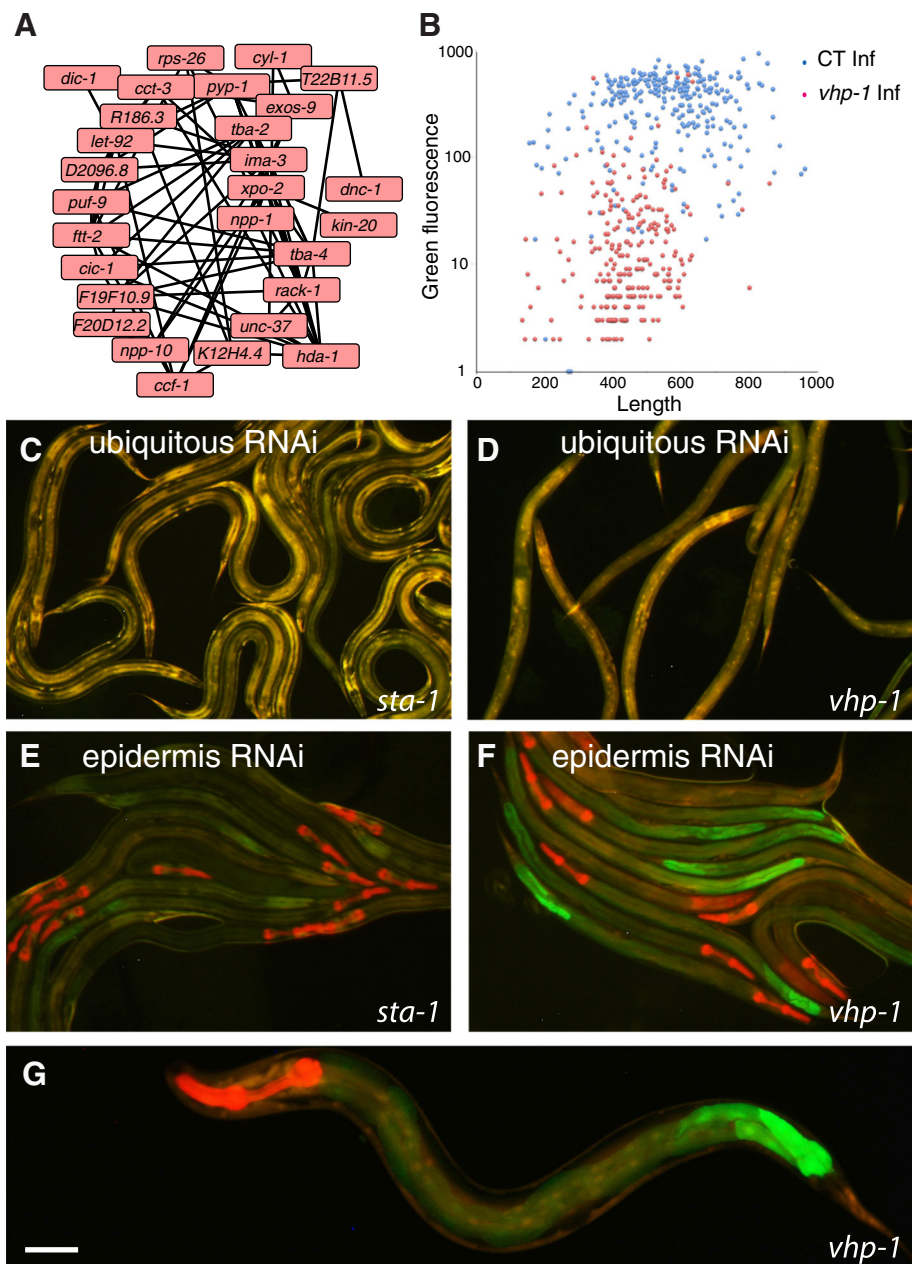 A
rps-26
cyl-1
dic-1
cct-3
pyp-1
T22B11.5
R186.3
exos-9
let-92
tba-2
D2096.8
ima-3
puf-9
xpo-2
dnc-1
ftt-2
npp-1
kin-20
cic-1
tba-4
F19F10.9
rack-1
F20D12.2
unc-37
npp-10
K12H4.4
hda-1
ccf-1
B
1000
100
10
1
Green fluorescence
0
200
400
600
800
1000
Length
CT Inf
vhp-1 Inf
C
ubiquitous RNAi
sta-1
D
ubiquitous RNAi
vhp-1
E
epidermis RNAi
sta-1
F
epidermis RNAi
vhp-1
G
vhp-1